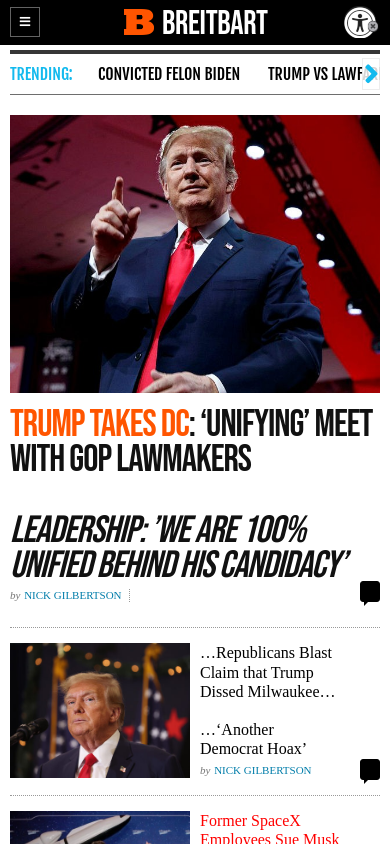 BREITBART
TRENDING:
CONVICTED FELON BIDEN
TRUMP VS
TRUMP TAKES DC: ‘UNIFYING’ MEET
WITH GOP LAWMAKERS
LEADERSHIP: ’WE ARE 100%
UNIFIED BEHIND HIS CANDIDACY’
by NICK GILBERTSON
…Republicans Blast
Claim that Trump
Dissed Milwaukee…
…‘Another
Democrat Hoax’
by NICK GILBERTSON
Former SpaceX
Employees Sue Musk